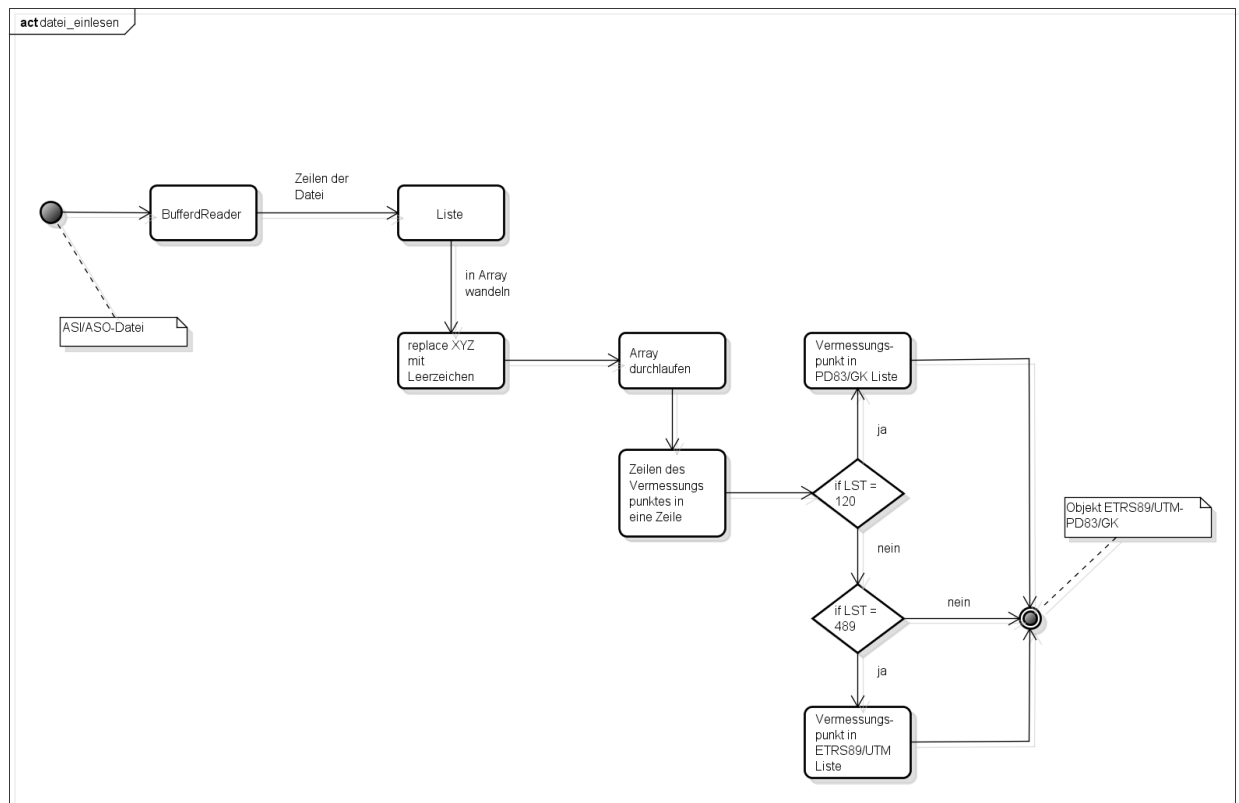 act datei_einlesen
Zeilen der
Datei
BufferdReader
Liste
in Array
wandeln
ASI/ASO-Datei
replace XYZ
mit
Leerzeichen
Array
durchlaufen
Zeilen des
Vermessungs
punktes in
eine Zeile
if LST =
120
ja
Vermessungs-
punkt in
PD83/GK Liste
nein
if LST =
489
nein
ja
Vermessungs-
punkt in
ETRS89/UTM
Liste
Objekt ETRS89/UTM-
PD83/GK